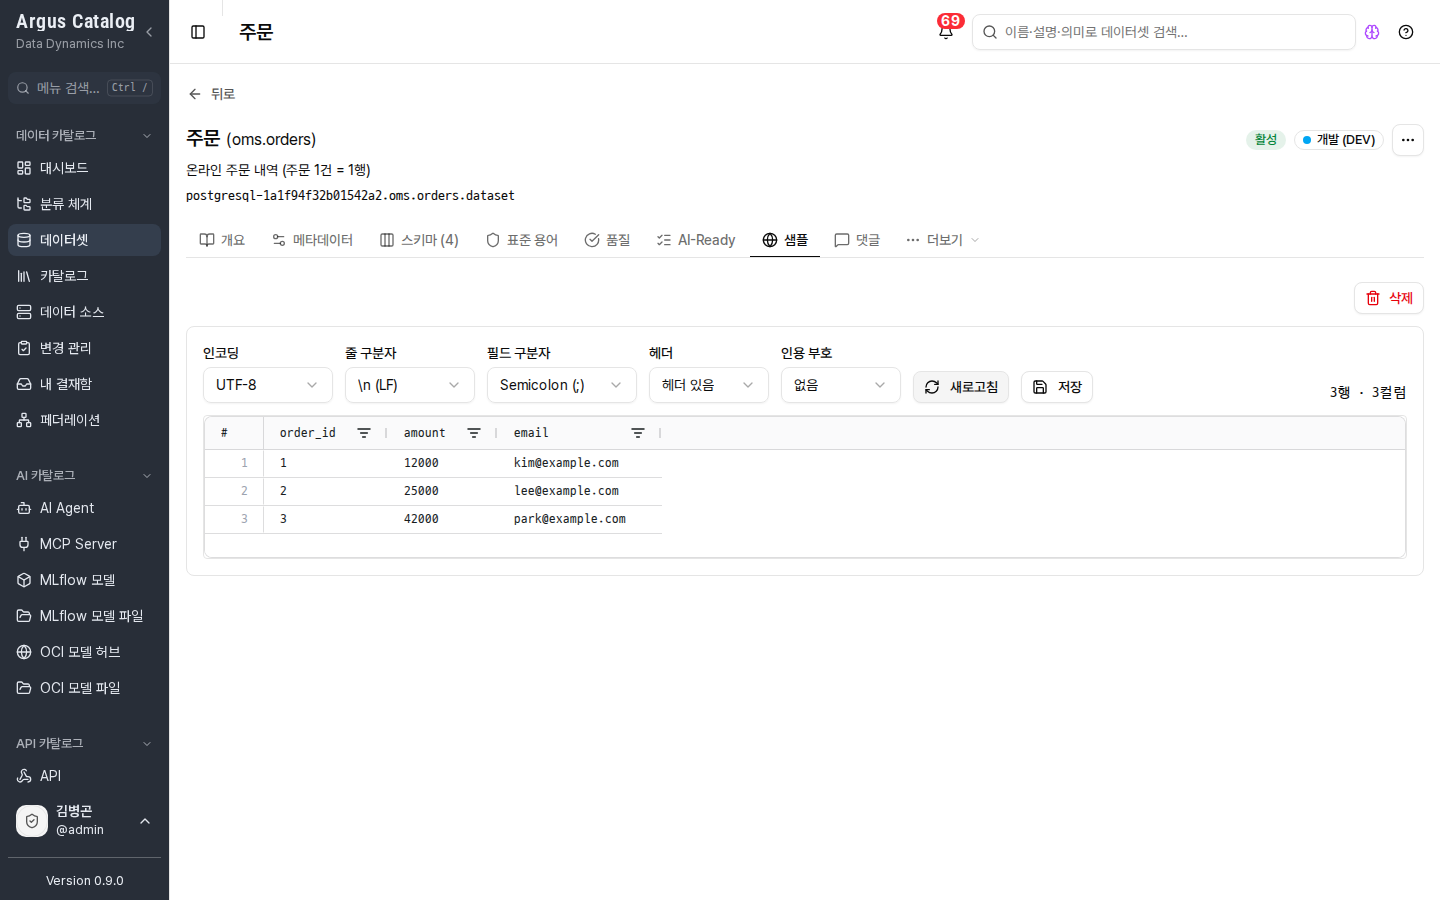 Argus Catalog
Data Dynamics Inc
메뉴 검색... Ctrl /
데이터 카탈로그
대시보드
분류 체계
데이터셋
카탈로그
데이터 소스
변경 관리
내 결재함
페더레이션
AI 카탈로그
AI Agent
MCP Server
MLflow 모델
MLflow 모델 파일
OCI 모델 허브
OCI 모델 파일
API 카탈로그
API
김병곤
@admin
Version 0.9.0
주문
69
이름·설명·의미로 데이터셋 검색...
뒤로
주문 (oms.orders)
활성
개발 (DEV)
온라인 주문 내역 (주문 1건 = 1행)
postgresql-1a1f94f32b01542a2.oms.orders.dataset
개요 메타데이터 스키마 (4) 표준 용어 품질 AI-Ready 샘플 댓글 더보기
삭제
인코딩 줄 구분자 필드 구분자 헤더 인용 부호
UTF-8 \n (LF) Semicolon (;) 헤더 있음 없음 새로고침 저장 3행 · 3컬럼
# order_id amount email
1 1 12000 kim@example.com
2 2 25000 lee@example.com
3 3 42000 park@example.com